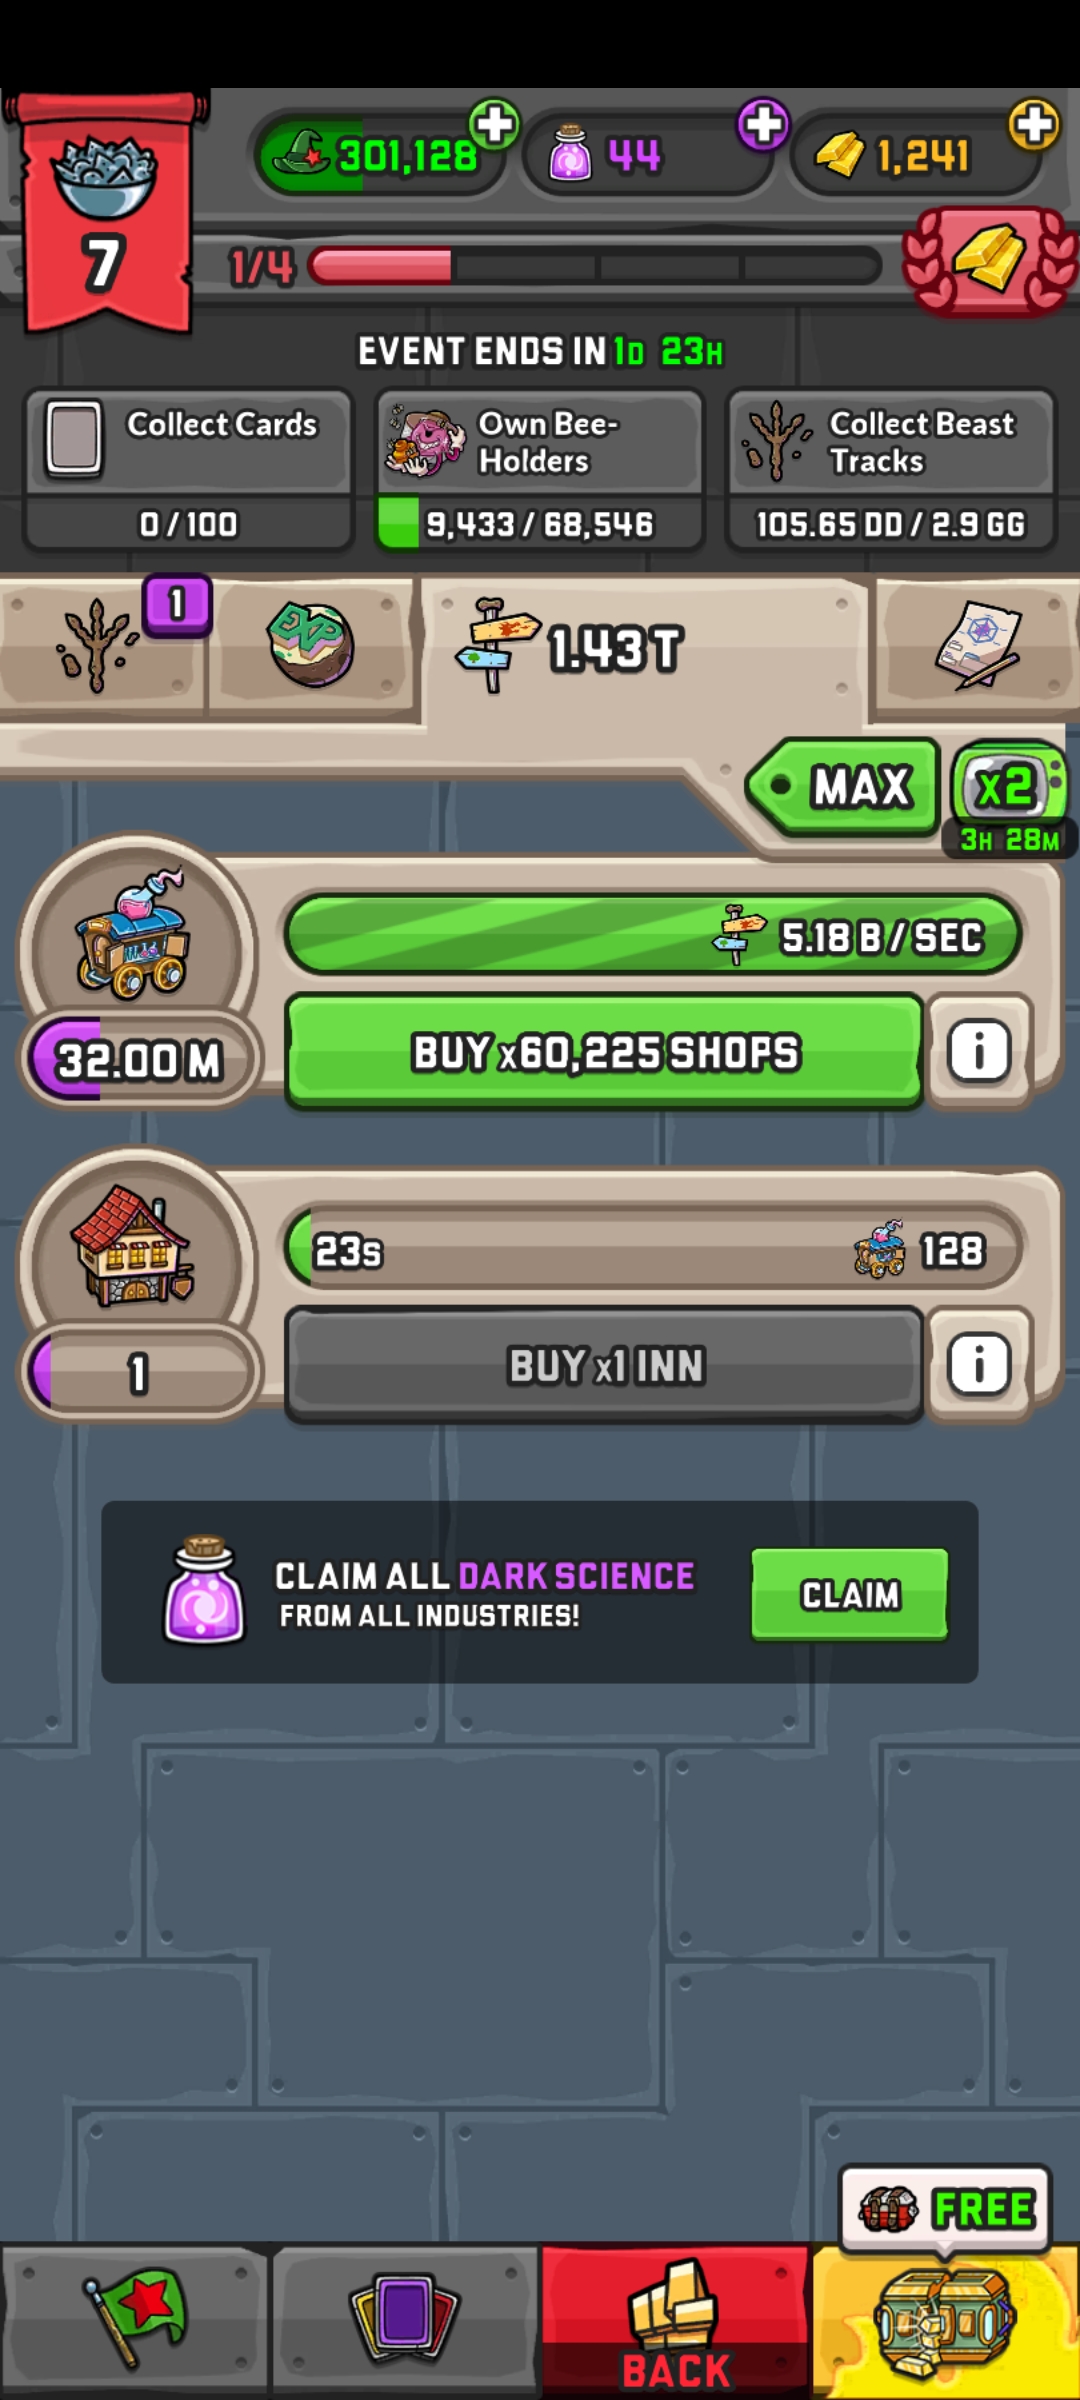 301,128
44
1,241
7
1/4
EVENT ENDS IN 1D 23H
Collect Cards
0 / 100
Own Bee-
Holders
9,433 / 68,546
Collect Beast
Tracks
105.65 DD / 2.9 GG
1
EXP
1.43 T
MAX
x2
3H 28M
5.18 B / SEC
32.00 M
BUY x60,225 SHOPS
i
23s
128
1
BUY x1 INN
i
CLAIM ALL DARK SCIENCE
FROM ALL INDUSTRIES!
CLAIM
FREE
BACK